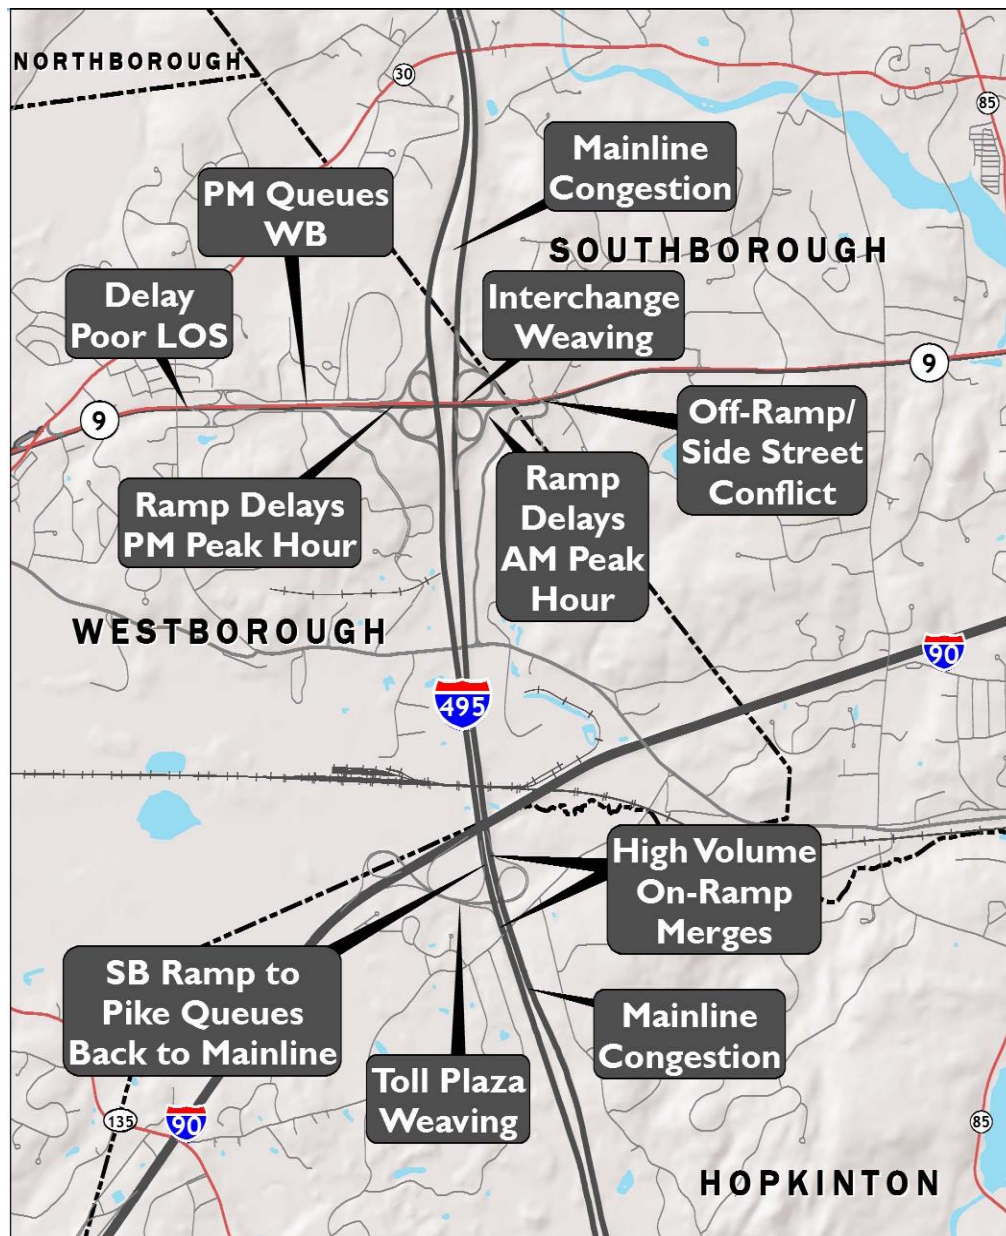 NORTHBOROUGH
30
85
Mainline
Congestion
PM Queues
WB
SOUTHBOROUGH
Delay
Poor LOS
Interchange
Weaving
9
9
Off-Ramp/
Side Street
Conflict
Ramp Delays
PM Peak Hour
Ramp
Delays
AM Peak
Hour
WESTBOROUGH
90
495
High Volume
On-Ramp
Merges
SB Ramp to
Pike Queues
Back to Mainline
Mainline
Congestion
Toll Plaza
Weaving
135
90
85
HOPKINTON